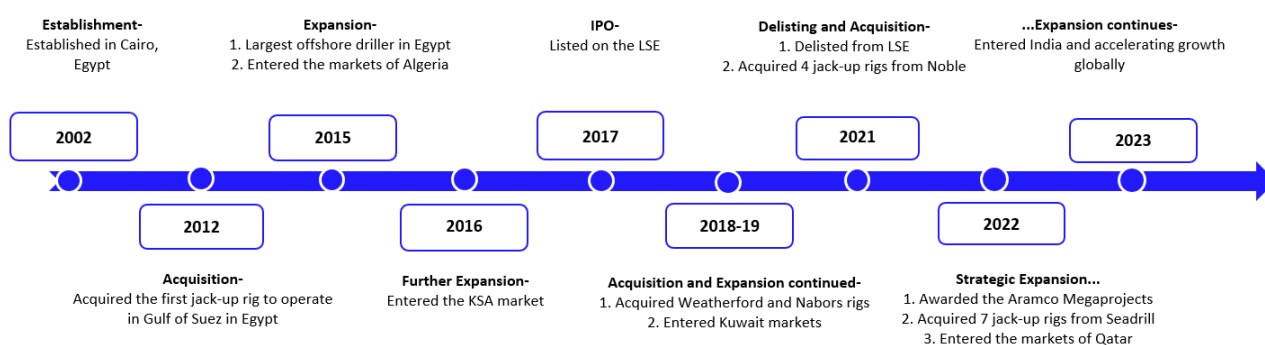 Establishment-
Established in Cairo,
Egypt
Expansion-
1. Largest offshore driller in Egypt
2. Entered the markets of Algeria
IPO-
Listed on the LSE
Delisting and Acquisition-
1. Delisted from LSE
2. Acquired 4 jack-up rigs from Noble
...Expansion continues-
Entered India and accelerating growth
globally
2002
2015
2017
2021
2023
2012
2016
2018-19
2022
Acquisition-
Acquired the first jack-up rig to operate
in Gulf of Suez in Egypt
Further Expansion-
Entered the KSA market
Acquisition and Expansion continued-
1. Acquired Weatherford and Nabors rigs
2. Entered Kuwait markets
Strategic Expansion...
1. Awarded the Aramco Megaprojects
2. Acquired 7 jack-up rigs from Seadrill
3. Entered the markets of Qatar